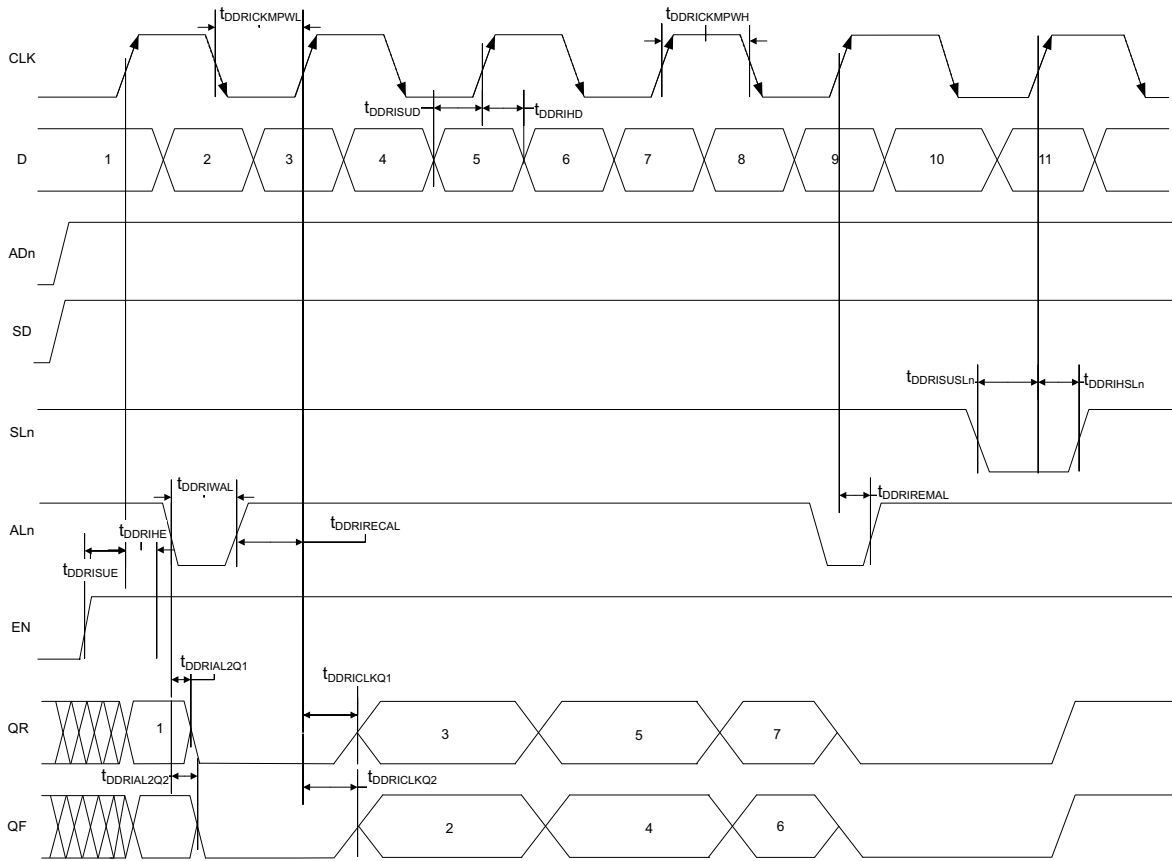 tDDRICKMPWL
tDDRICKMPWH
CLK
tDDRISUD
tDDRIHD
D
1 2 3 4 5 6 7 8 9 10 11
ADn
SD
tDDRISUSLn
tDDRIHSLn
SLn
tDDRIWAL
tDDRIREMAL
ALn
tDDRIHE
tDDRIRECAL
tDDRISUE
EN
tDDRIAL2Q1
tDDRICLKQ1
QR
1 3 5 7
tDDRIAL2Q2
tDDRICLKQ2
QF
2 4 6